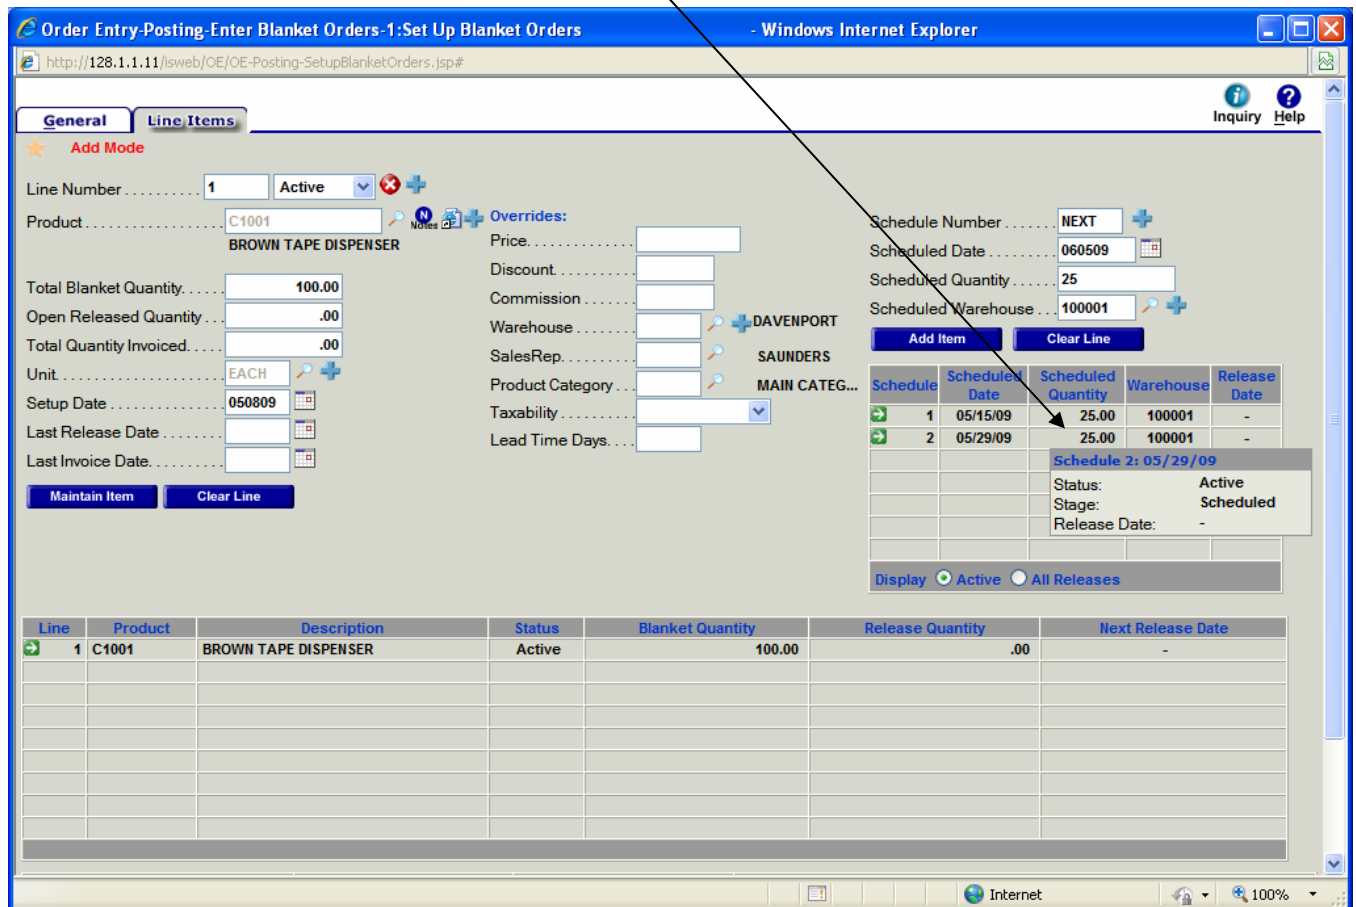 Order Entry-Posting-Enter Blanket Orders-1:Set Up Blanket Orders - Windows Internet Explorer
http://128.1.1.11/isweb/OE/OE-Posting-SetupBlanketOrders.jsp#
Inquiry Help
General Line Items
Add Mode
Line Number . . . . . . . . . . 1 Active
Product . . . . . . . . . . . . . . . . . . C1001 N Notes
BROWN TAPE DISPENSER
Total Blanket Quantity. . . . . . 100.00
Open Released Quantity . . . .00
Total Quantity Invoiced. . . . . .00
Unit. . . . . . . . . . . . . . . . . . . . . . EACH
Setup Date . . . . . . . . . . . . . . . 050809
Last Release Date . . . . . . . .
Last Invoice Date. . . . . . . . . .
Maintain Item Clear Line
Overrides:
Price. . . . . . . . . . . . . .
Discount. . . . . . . . . . .
Commission . . . . . . .
Warehouse . . . . . . . . DAVENPORT
SalesRep. . . . . . . . . . SAUNDERS
Product Category . . . MAIN CATEG...
Taxability . . . . . . . . . .
Lead Time Days. . . .
Schedule Number . . . . . . NEXT
Scheduled Date . . . . . . . . . 060509
Scheduled Quantity . . . . . . 25
Scheduled Warehouse . . . 100001
Add Item Clear Line
Schedule Scheduled Date Scheduled Quantity Warehouse Release Date
1 05/15/09 25.00 100001 -
2 05/29/09 25.00 100001 -
Schedule 2: 05/29/09
Status: Active
Stage: Scheduled
Release Date: -
Display Active All Releases
Line Product Description Status Blanket Quantity Release Quantity Next Release Date
1 C1001 BROWN TAPE DISPENSER Active 100.00 .00 -
Internet 100%